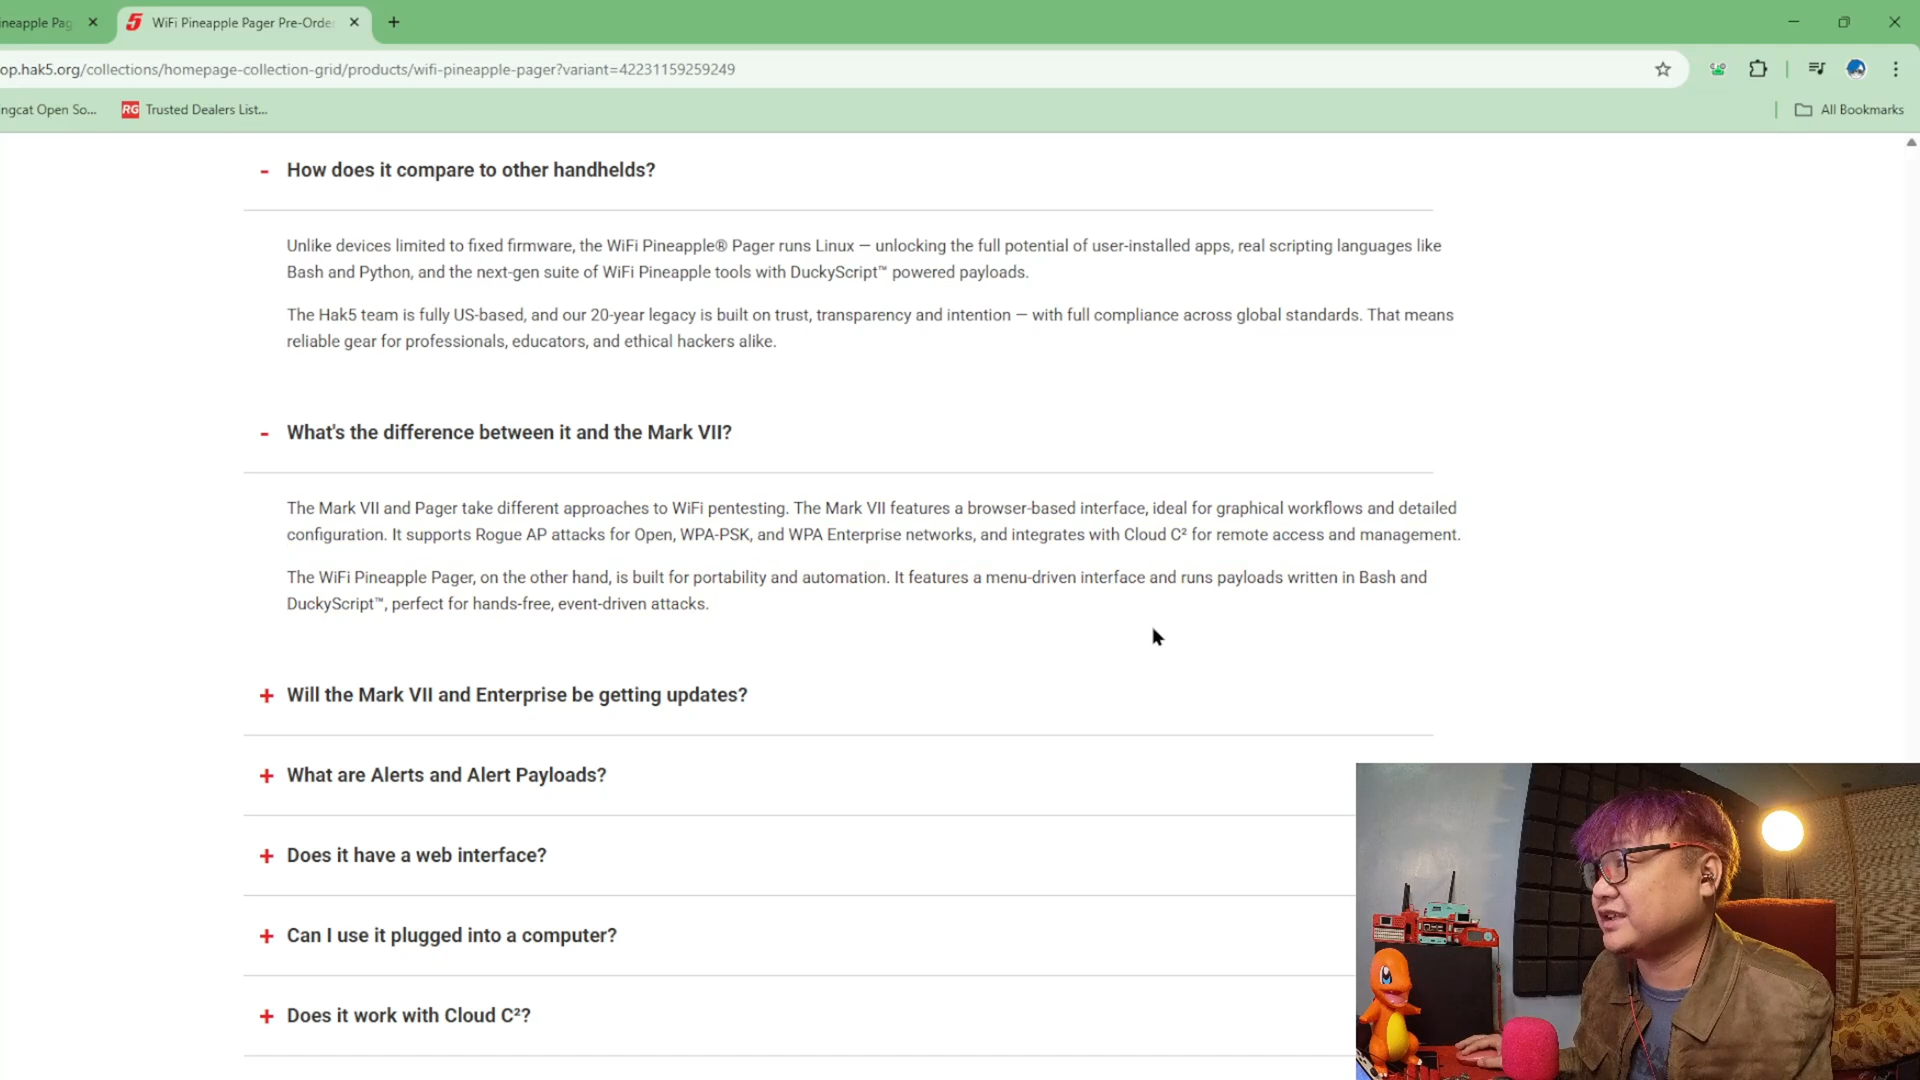 ineapple Pag
WiFi Pineapple Pager Pre-Orde
op.hak5.org/collections/homepage-collection-grid/products/wifi-pineapple-pager?variant=42231159259249
ngcat Open So...
RG Trusted Dealers List...
All Bookmarks
- How does it compare to other handhelds?
Unlike devices limited to fixed firmware, the WiFi Pineapple® Pager runs Linux — unlocking the full potential of user-installed apps, real scripting languages like
Bash and Python, and the next-gen suite of WiFi Pineapple tools with DuckyScript™ powered payloads.
The Hak5 team is fully US-based, and our 20-year legacy is built on trust, transparency and intention — with full compliance across global standards. That means
reliable gear for professionals, educators, and ethical hackers alike.
- What's the difference between it and the Mark VII?
The Mark VII and Pager take different approaches to WiFi pentesting. The Mark VII features a browser-based interface, ideal for graphical workflows and detailed
configuration. It supports Rogue AP attacks for Open, WPA-PSK, and WPA Enterprise networks, and integrates with Cloud C² for remote access and management.
The WiFi Pineapple Pager, on the other hand, is built for portability and automation. It features a menu-driven interface and runs payloads written in Bash and
DuckyScript™, perfect for hands-free, event-driven attacks.
+ Will the Mark VII and Enterprise be getting updates?
+ What are Alerts and Alert Payloads?
+ Does it have a web interface?
+ Can I use it plugged into a computer?
+ Does it work with Cloud C²?